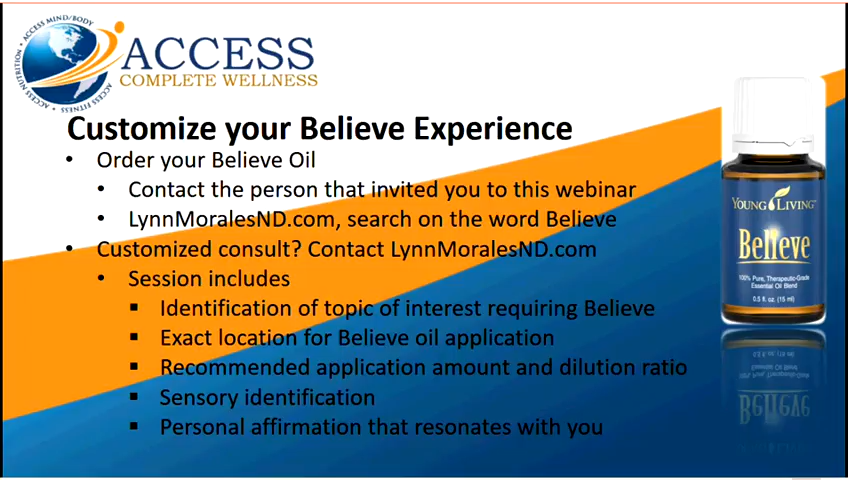 ACCESS MIND/BODY
ACCESS NUTRITION
ACCESS FITNESS
ACCESS
COMPLETE WELLNESS
Customize your Believe Experience
• Order your Believe Oil
• Contact the person that invited you to this webinar
• LynnMoralesND.com, search on the word Believe
• Customized consult? Contact LynnMoralesND.com
• Session includes
▪ Identification of topic of interest requiring Believe
▪ Exact location for Believe oil application
▪ Recommended application amount and dilution ratio
▪ Sensory identification
▪ Personal affirmation that resonates with you
YOUNG LIVING™
Believe
100% Pure, Therapeutic-Grade
Essential Oil Blend
0.5 fl. oz. (15 ml)